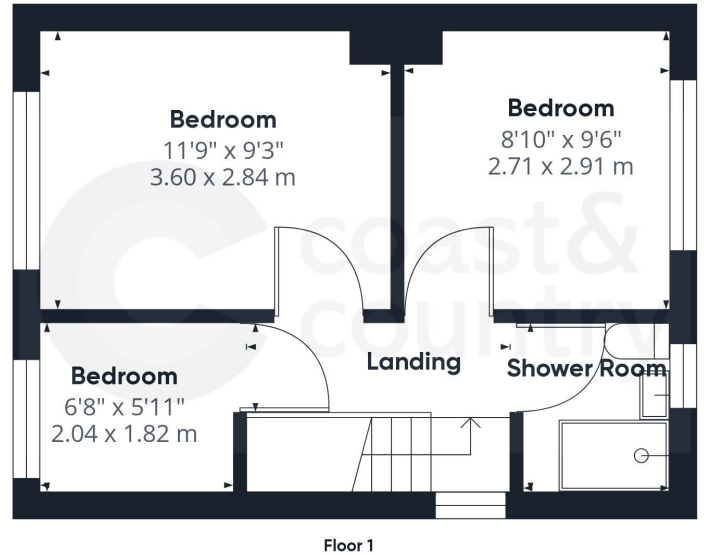 Bedroom
11'9" x 9'3"
3.60 x 2.84 m
Bedroom
8'10" x 9'6"
2.71 x 2.91 m
coast&
country
Landing
Shower Room
Bedroom
6'8" x 5'11"
2.04 x 1.82 m
Floor 1